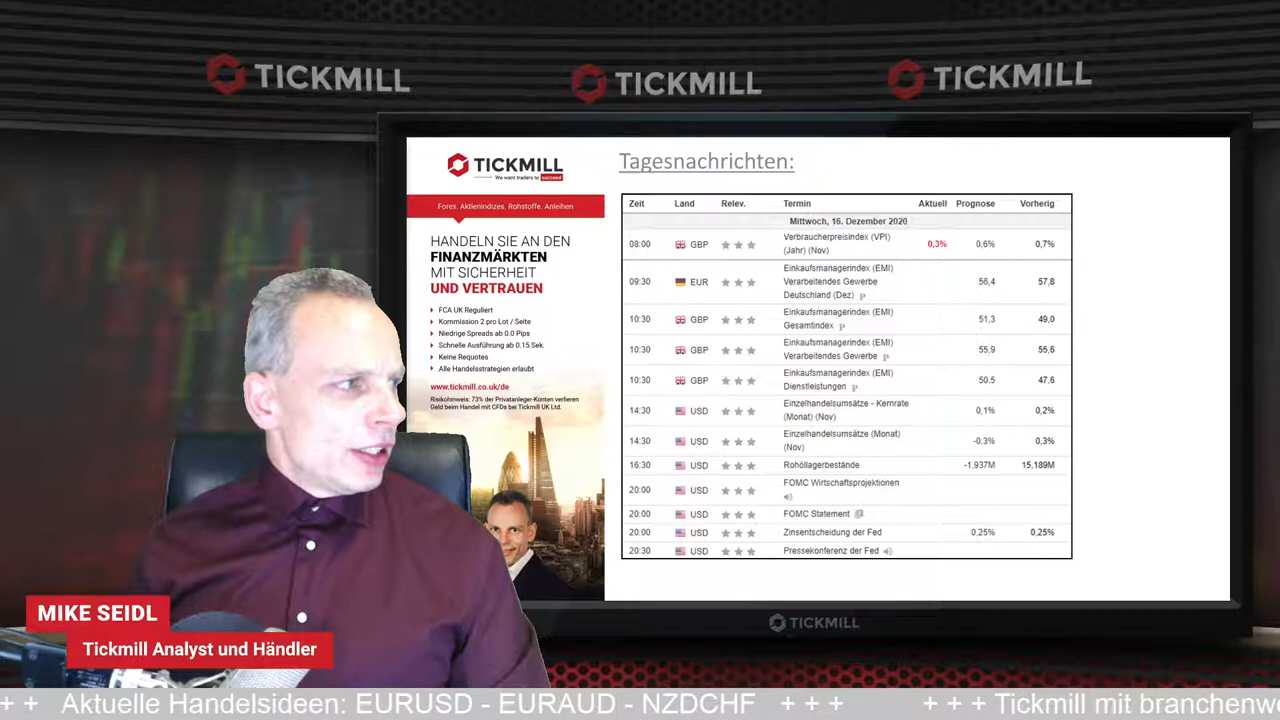 TICKMILL
TICKMILL
TICKMILL
TICKMILL
We want traders to succeed
Forex. Aktienindizes, Rohstoffe, Anleihen
HANDELN SIE AN DEN
FINANZMÄRKTEN
MIT SICHERHEIT
UND VERTRAUEN
FCA UK Reguliert
Kommission 2 pro Lot / Seite
Niedrige Spreads ab 0.0 Pips
Schnelle Ausführung ab 0.15 Sek.
Keine Requotes
Alle Handelsstrategien erlaubt
www.tickmill.co.uk/de
Risikohinweis: 73% der Privatanleger-Konten verlieren
Geld beim Handel mit CFDs bei Tickmill UK Ltd.
Tagesnachrichten:
Zeit Land Relev. Termin Aktuell Prognose Vorherig
Mittwoch, 16. Dezember 2020
08:00 GBP Verbraucherpreisindex (VPI) (Jahr) (Nov) 0,3% 0,6% 0,7%
09:30 EUR Einkaufsmanagerindex (EMI) Verarbeitendes Gewerbe Deutschland (Dez) P 56,4 57,8
10:30 GBP Einkaufsmanagerindex (EMI) Gesamtindex P 51,3 49,0
10:30 GBP Einkaufsmanagerindex (EMI) Verarbeitendes Gewerbe P 55,9 55,6
10:30 GBP Einkaufsmanagerindex (EMI) Dienstleistungen P 50,5 47,6
14:30 USD Einzelhandelsumsätze - Kernrate (Monat) (Nov) 0,1% 0,2%
14:30 USD Einzelhandelsumsätze (Monat) (Nov) -0,3% 0,3%
16:30 USD Rohöllagerbestände -1,937M 15,189M
20:00 USD FOMC Wirtschaftsprojektionen
20:00 USD FOMC Statement
20:00 USD Zinsentscheidung der Fed 0,25% 0,25%
20:30 USD Pressekonferenz der Fed
TICKMILL
MIKE SEIDL
Tickmill Analyst und Händler
+ + Aktuelle Handelsideen: EURUSD - EURAUD - NZDCHF + + + + + + Tickmill mit branchenw